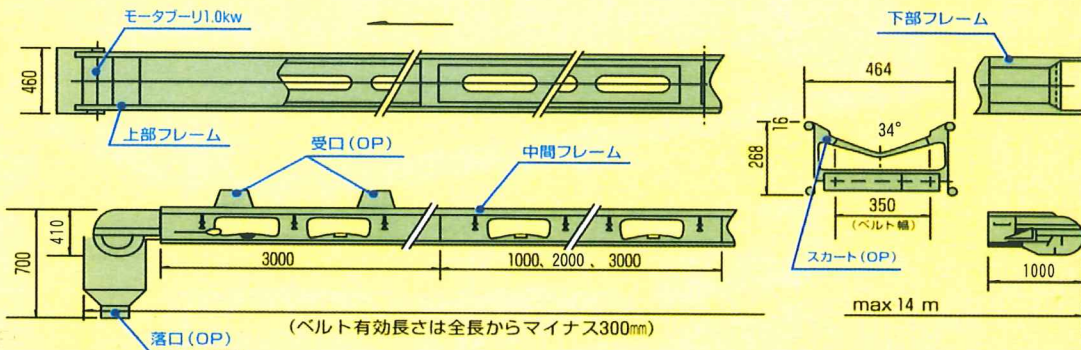 モータプーリ1.0kw
下部フレーム
460
464
上部フレーム
16
34°
受口(OP)
中間フレーム
268
350
(ベルト幅)
410
700
スカート(OP)
3000
1000、2000 、3000
1000
max 14 m
(ベルト有効長さは全長からマイナス300㎜)
落口(OP)